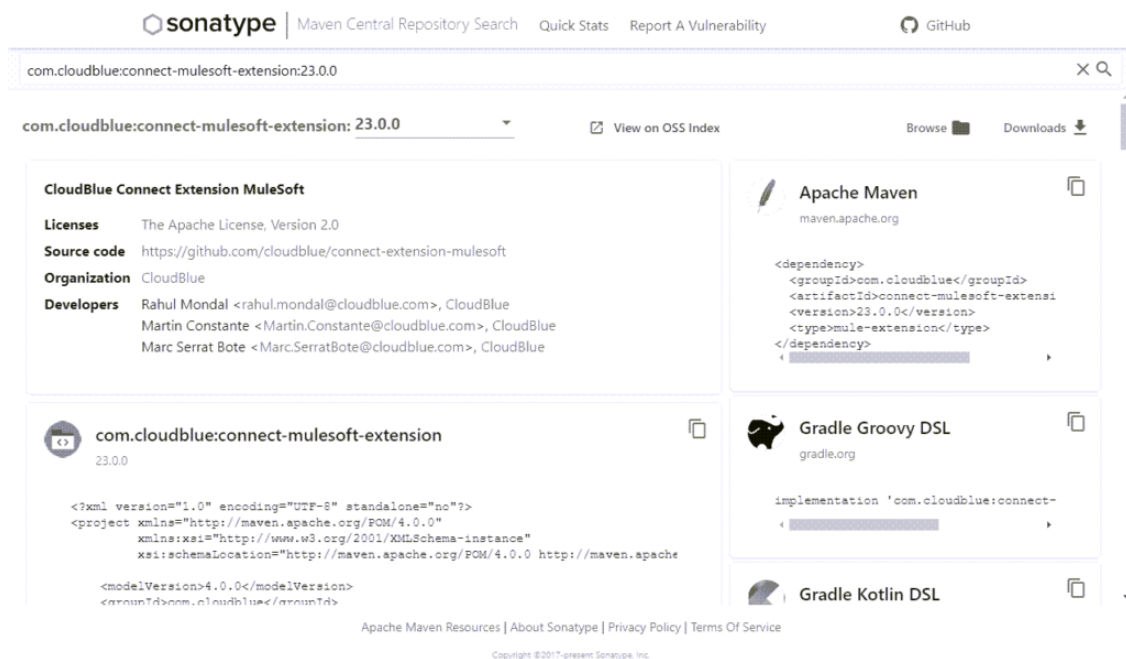 sonatype Maven Central Repository Search Quick Stats Report A Vulnerability GitHub
com.cloudblue:connect-mulesoft-extension:23.0.0
com.cloudblue:connect-mulesoft-extension: 23.0.0 View on OSS Index Browse Downloads
CloudBlue Connect Extension MuleSoft
Licenses The Apache License, Version 2.0
Source code https://github.com/cloudblue/connect-extension-mulesoft
Organization CloudBlue
Developers Rahul Mondal <rahul.mondal@cloudblue.com>, CloudBlue
Martin Constante <Martin.Constante@cloudblue.com>, CloudBlue
Marc Serrat Bote <Marc.SerratBote@cloudblue.com>, CloudBlue
Apache Maven
maven.apache.org
<dependency>
<groupId>com.cloudblue</groupId>
<artifactId>connect-mulesoft-extensi
<version>23.0.0</version>
<type>mule-extension</type>
</dependency>
com.cloudblue:connect-mulesoft-extension
23.0.0
<?xml version="1.0" encoding="UTF-8" standalone="no"?>
<project xmlns="http://maven.apache.org/POM/4.0.0"
xmlns:xsi="http://www.w3.org/2001/XMLSchema-instance"
xsi:schemaLocation="http://maven.apache.org/POM/4.0.0 http://maven.apache
<modelVersion>4.0.0</modelVersion>
<groupId>com.cloudblue</groupId>
Gradle Groovy DSL
gradle.org
implementation 'com.cloudblue:connect-
Gradle Kotlin DSL
Apache Maven Resources | About Sonatype | Privacy Policy | Terms Of Service
Copyright ©2017-present Sonatype, Inc.